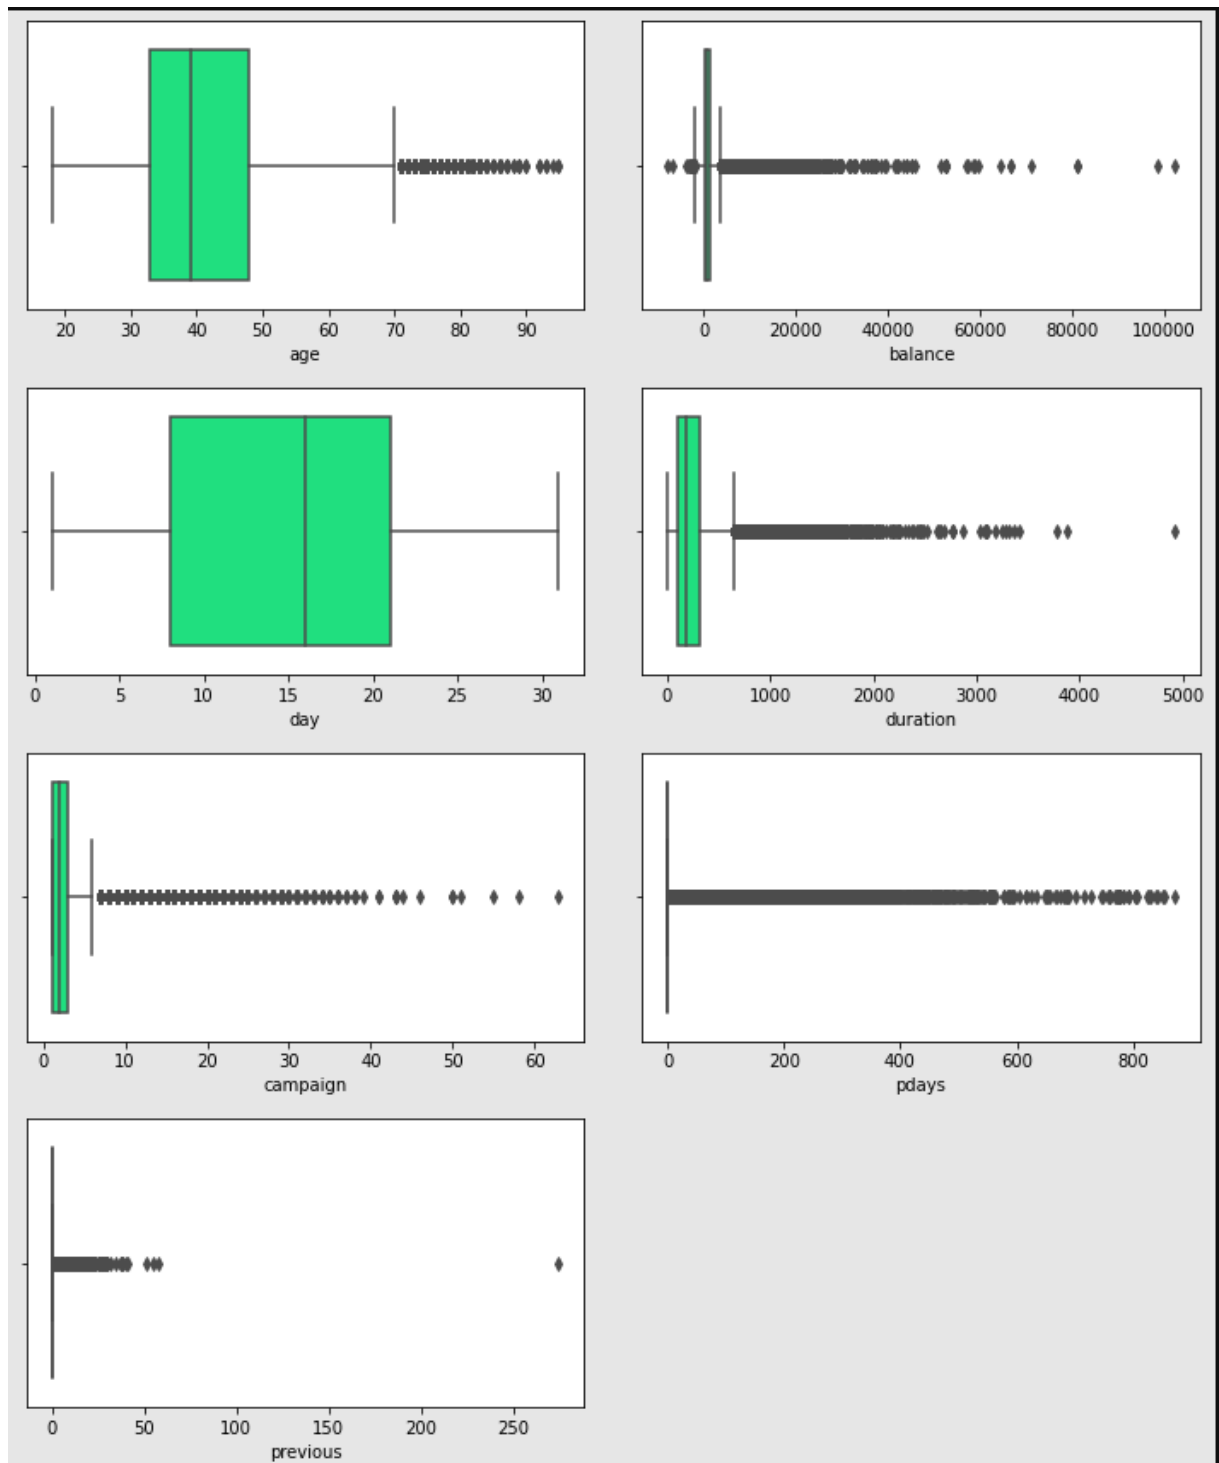 20 30 40 50 60 70 80 90
age
0 20000 40000 60000 80000 100000
balance
0 5 10 15 20 25 30
day
0 1000 2000 3000 4000 5000
duration
0 10 20 30 40 50 60
campaign
0 200 400 600 800
pdays
0 50 100 150 200 250
previous